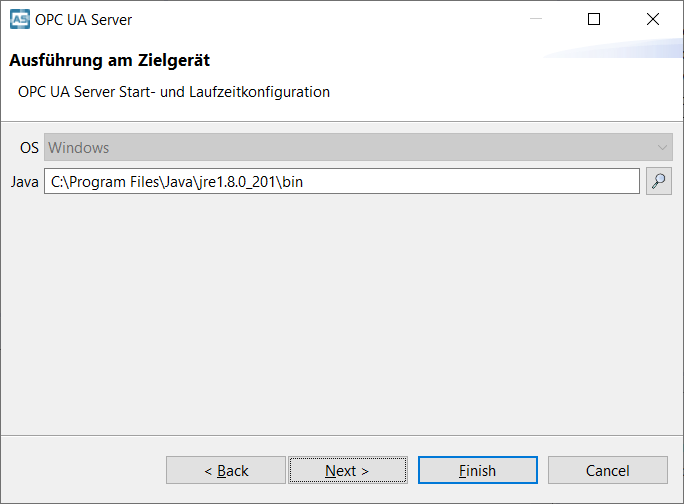 OPC UA Server
Ausführung am Zielgerät
OPC UA Server Start- und Laufzeitkonfiguration
OS Windows
Java C:\Program Files\Java\jre1.8.0_201\bin
< Back Next > Finish Cancel